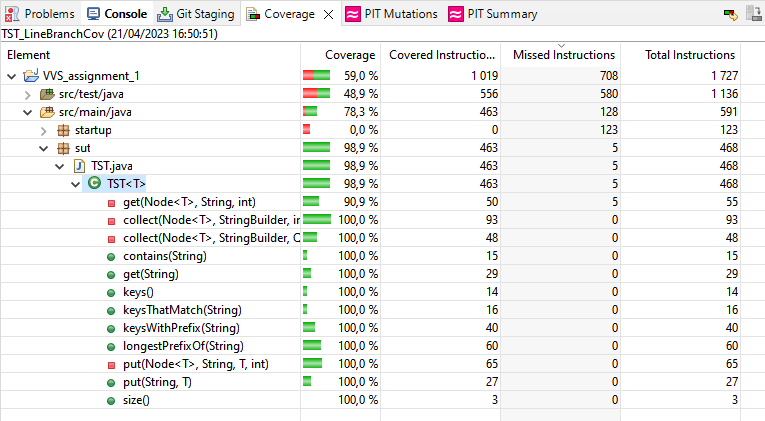 Problems Console Git Staging Coverage PIT Mutations PIT Summary
TST_LineBranchCov (21/04/2023 16:50:51)
Element Coverage Covered Instructio... Missed Instructions Total Instructions
VVS_assignment_1 59,0 % 1 019 708 1 727
src/test/java 48,9 % 556 580 1 136
src/main/java 78,3 % 463 128 591
startup 0,0 % 0 123 123
sut 98,9 % 463 5 468
TST.java 98,9 % 463 5 468
TST<T> 98,9 % 463 5 468
get(Node<T>, String, int) 90,9 % 50 5 55
collect(Node<T>, StringBuilder, in 100,0 % 93 0 93
collect(Node<T>, StringBuilder, Q 100,0 % 48 0 48
contains(String) 100,0 % 15 0 15
get(String) 100,0 % 29 0 29
keys() 100,0 % 14 0 14
keysThatMatch(String) 100,0 % 16 0 16
keysWithPrefix(String) 100,0 % 40 0 40
longestPrefixOf(String) 100,0 % 60 0 60
put(Node<T>, String, T, int) 100,0 % 65 0 65
put(String, T) 100,0 % 27 0 27
size() 100,0 % 3 0 3